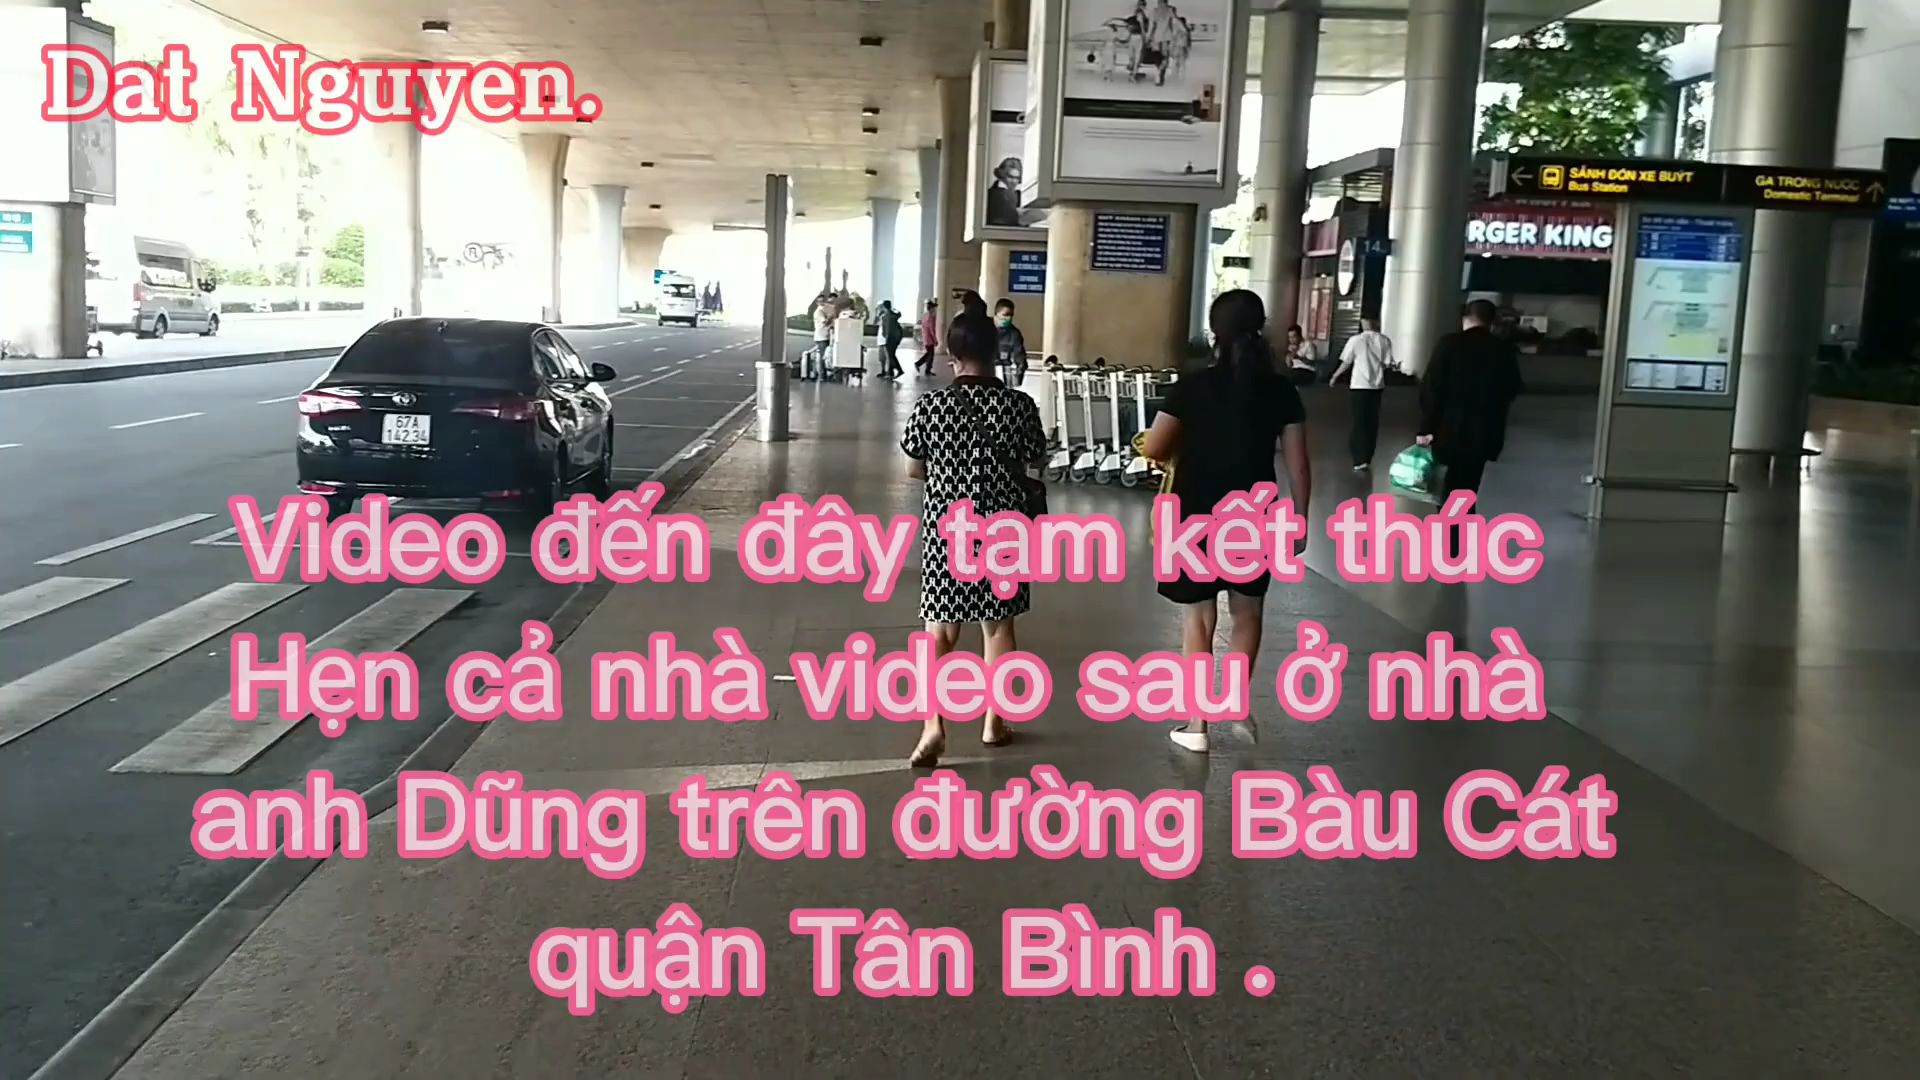 Dat Nguyen.
SẢNH ĐÓN XE BUÝT
Bus Station
GA TRONG NƯỚC
Domestic Terminal
RGER KING
14
67A
142.34
Video đến đây tạm kết thúc
Hẹn cả nhà video sau ở nhà
anh Dũng trên đường Bàu Cát
quận Tân Bình .